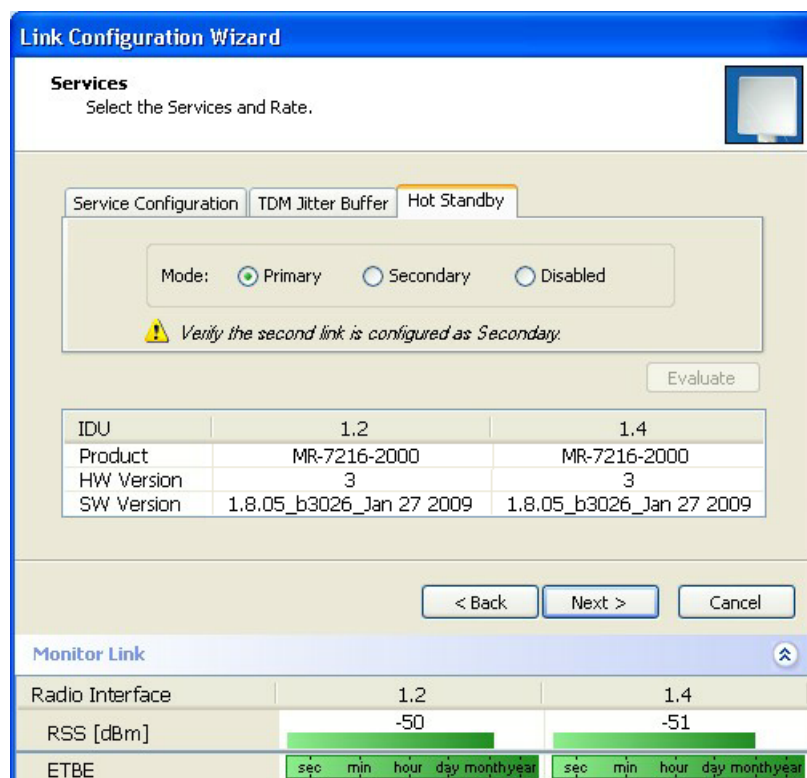 Link Configuration Wizard
Services
Select the Services and Rate.
Service Configuration TDM Jitter Buffer Hot Standby
Mode: Primary Secondary Disabled
Verify the second link is configured as Secondary.
Evaluate
IDU 1.2 1.4
Product MR-7216-2000 MR-7216-2000
HW Version 3 3
SW Version 1.8.05_b3026_Jan 27 2009 1.8.05_b3026_Jan 27 2009
< Back Next > Cancel
Monitor Link
Radio Interface 1.2 1.4
RSS [dBm] -50 -51
ETBE sec min hour day month year sec min hour day month year